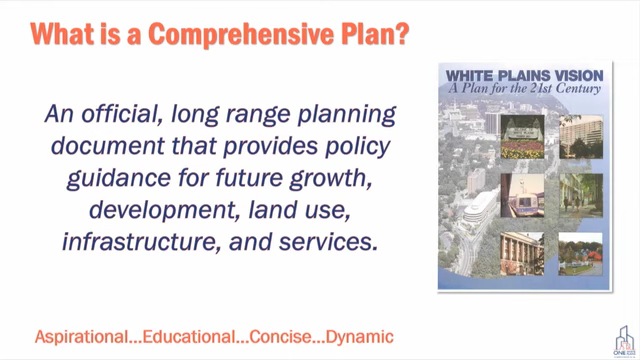 What is a Comprehensive Plan?
An official, long range planning
document that provides policy
guidance for future growth,
development, land use,
infrastructure, and services.
WHITE PLAINS VISION
A Plan for the 21st Century
Aspirational...Educational...Concise...Dynamic